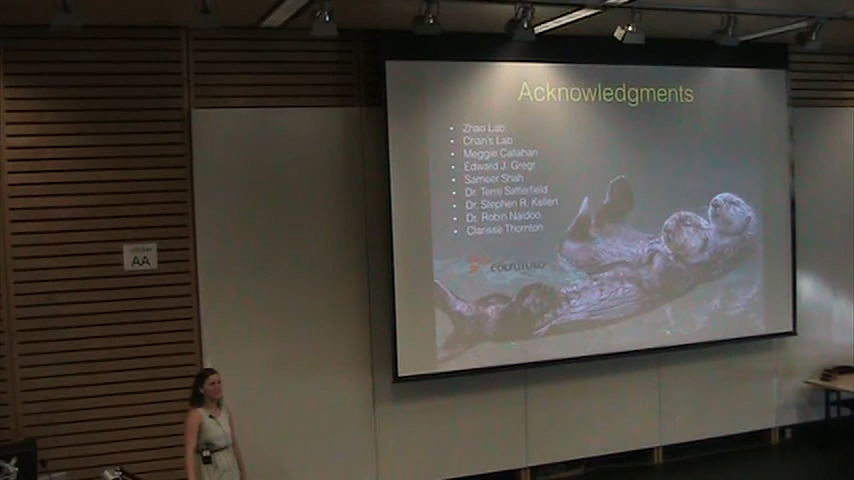 Acknowledgments
• Zhao Lab
• Chan's Lab
• Meggie Callahan
• Edward J. Gregr
• Sameer Shah
• Dr. Terre Satterfield
• Dr. Stephen R. Kellert
• Dr. Robin Naidoo
• Clarisse Thornton
AA